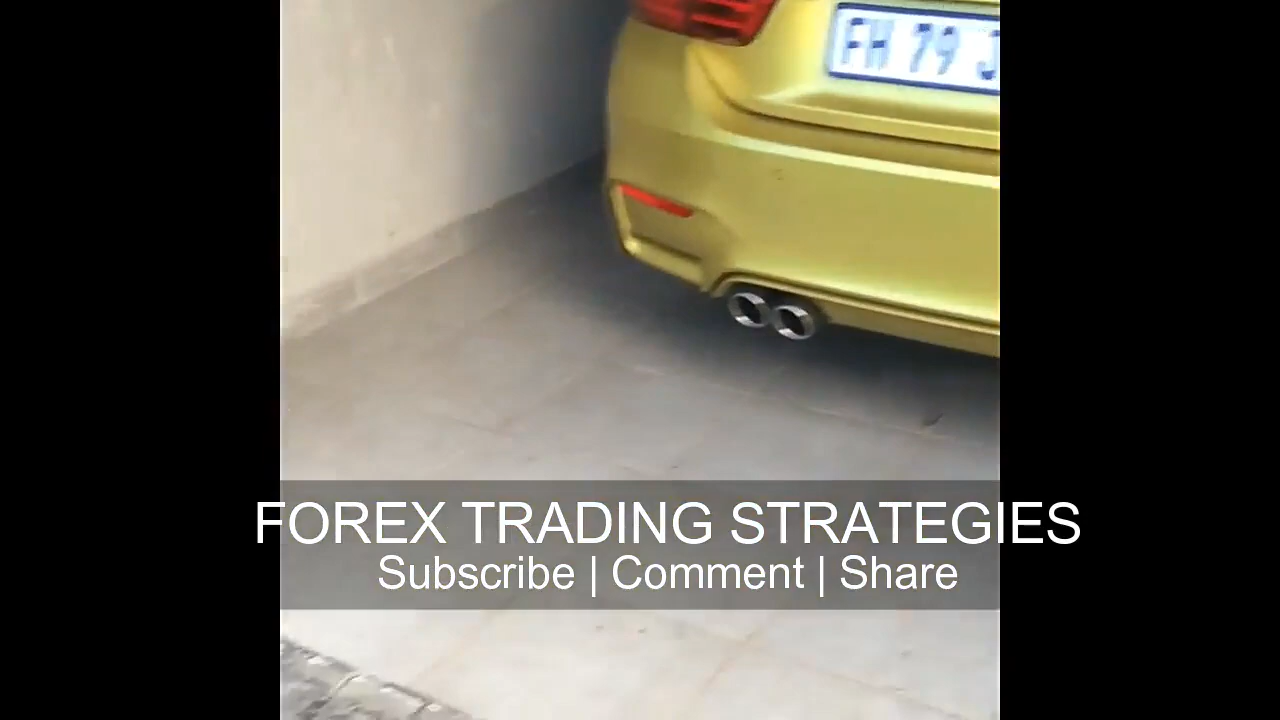 FH 79 J
FOREX TRADING STRATEGIES
Subscribe | Comment | Share